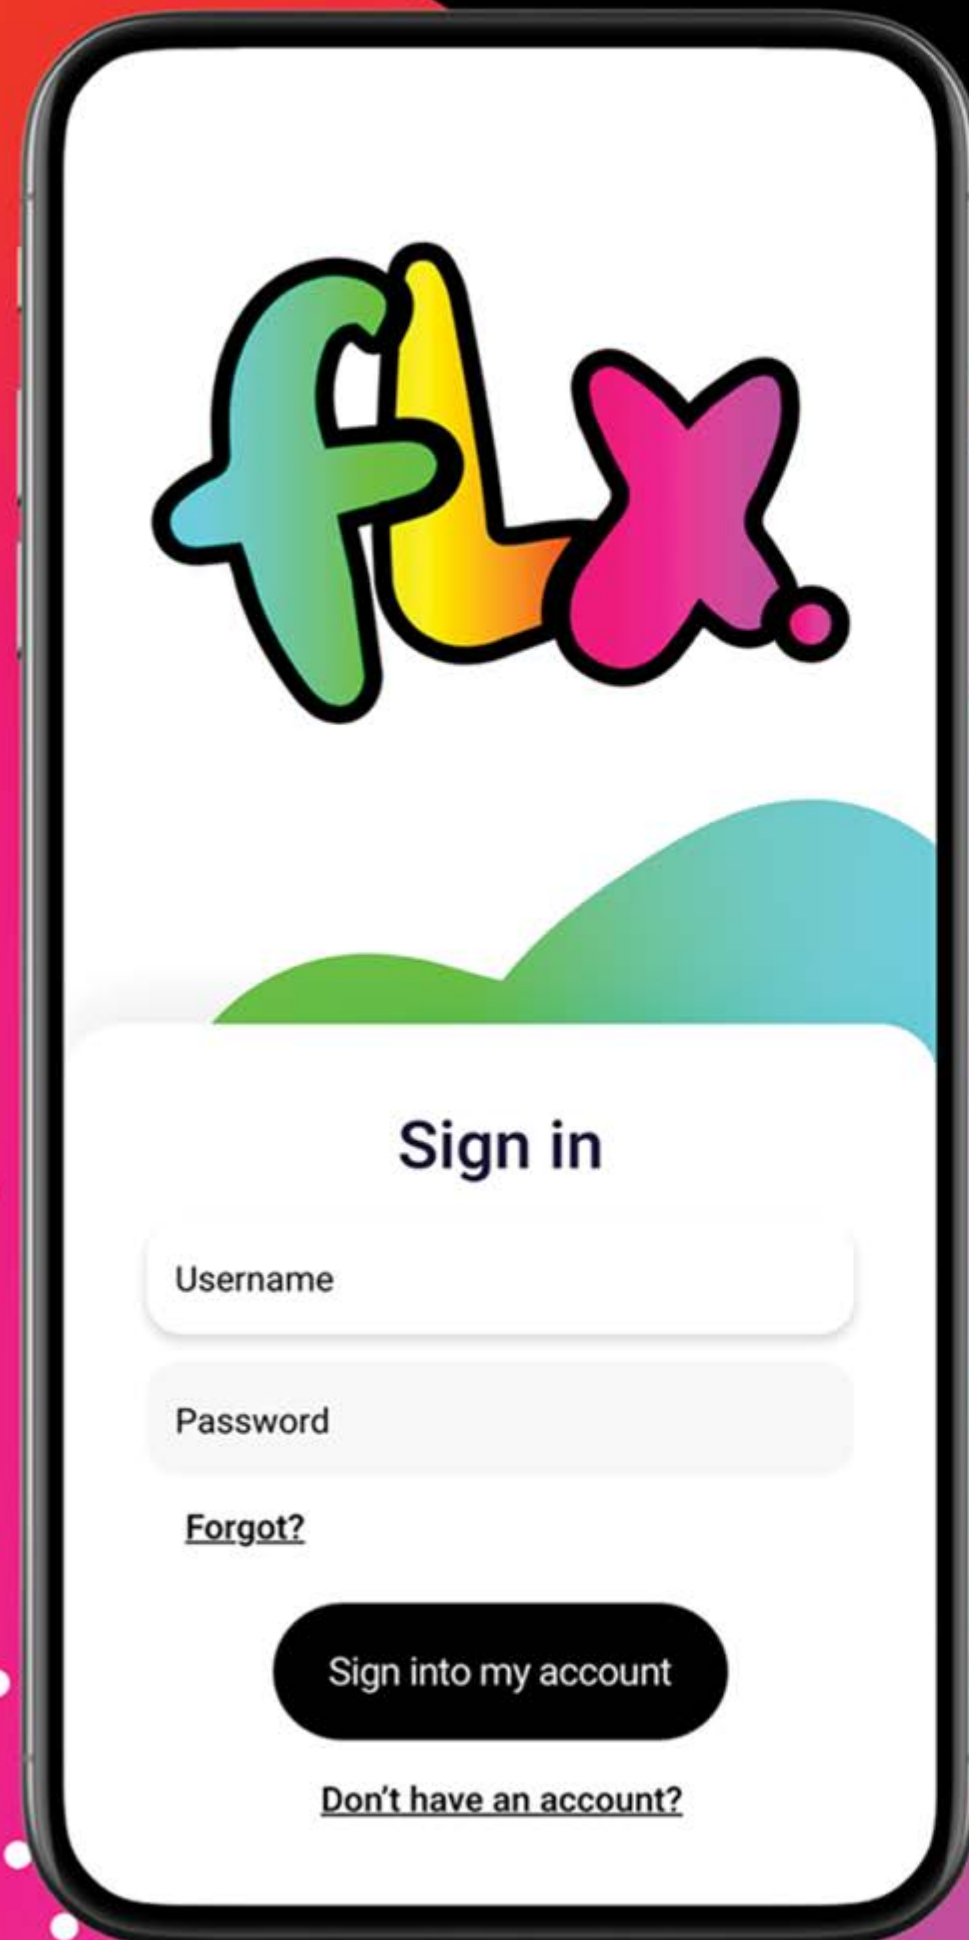 fLx.
Sign in
Username
Password
Forgot?
Sign into my account
Don't have an account?